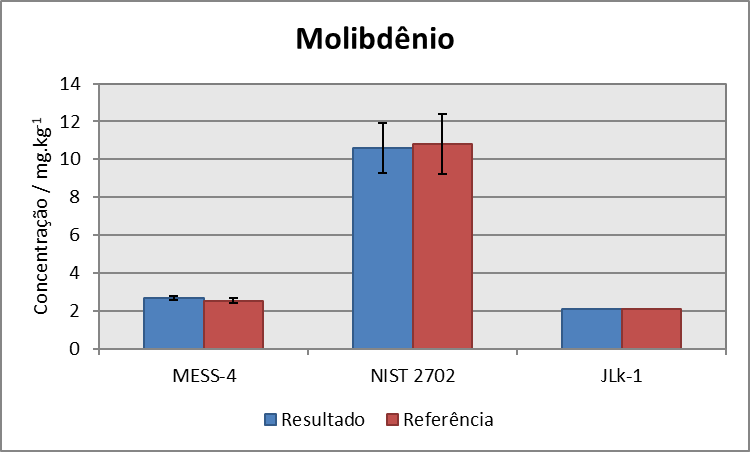 Molibdênio
Concentração / mg.kg⁻¹
14
12
10
8
6
4
2
0
MESS-4 NIST 2702 JLk-1
Resultado Referência